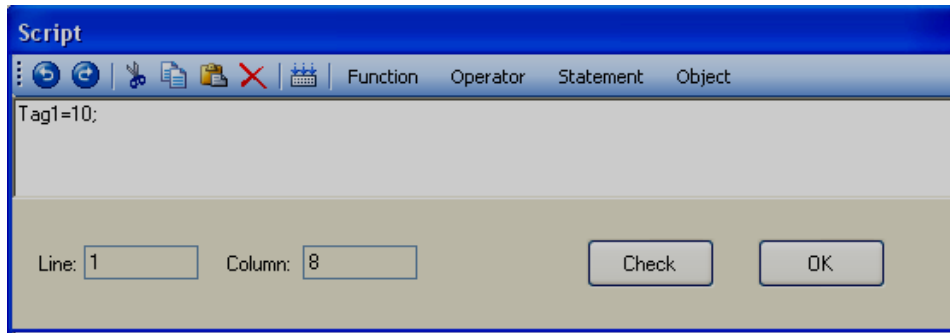 Script
Function Operator Statement Object
Tag1=10;
Line: 1 Column: 8 Check OK